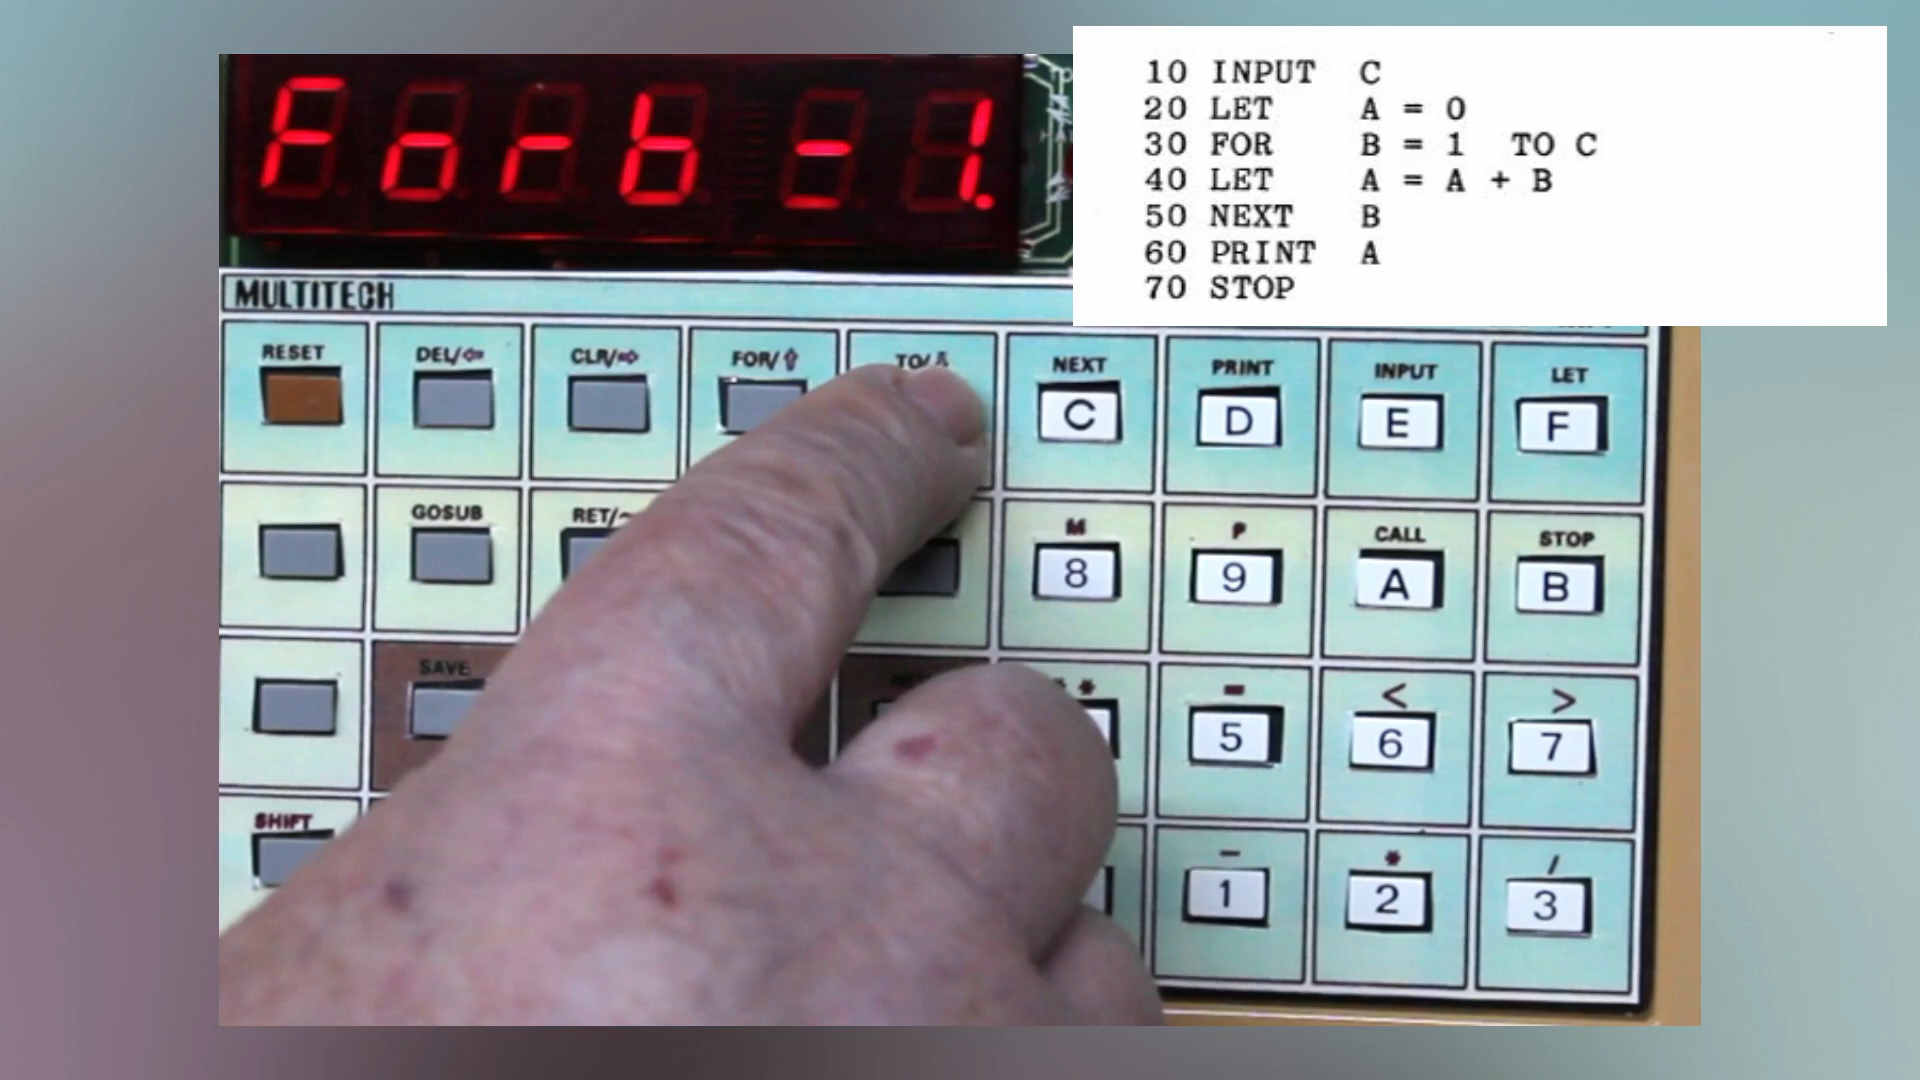 For b = 1.
10 INPUT C
20 LET A = 0
30 FOR B = 1 TO C
40 LET A = A + B
50 NEXT B
60 PRINT A
70 STOP
MULTITECH
RESET DEL/⇦ CLR/⇨ FOR/⇧ TO/⇩ NEXT PRINT INPUT LET
C D E F
GOSUB RET/~ M P CALL STOP
8 9 A B
SAVE * = < >
5 6 7
SHIFT - * /
1 2 3